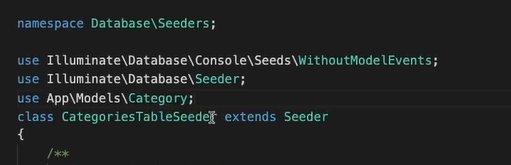 namespace Database\Seeders;
use Illuminate\Database\Console\Seeds\WithoutModelEvents;
use Illuminate\Database\Seeder;
use App\Models\Category;
class CategoriesTableSeeder extends Seeder
{
/**